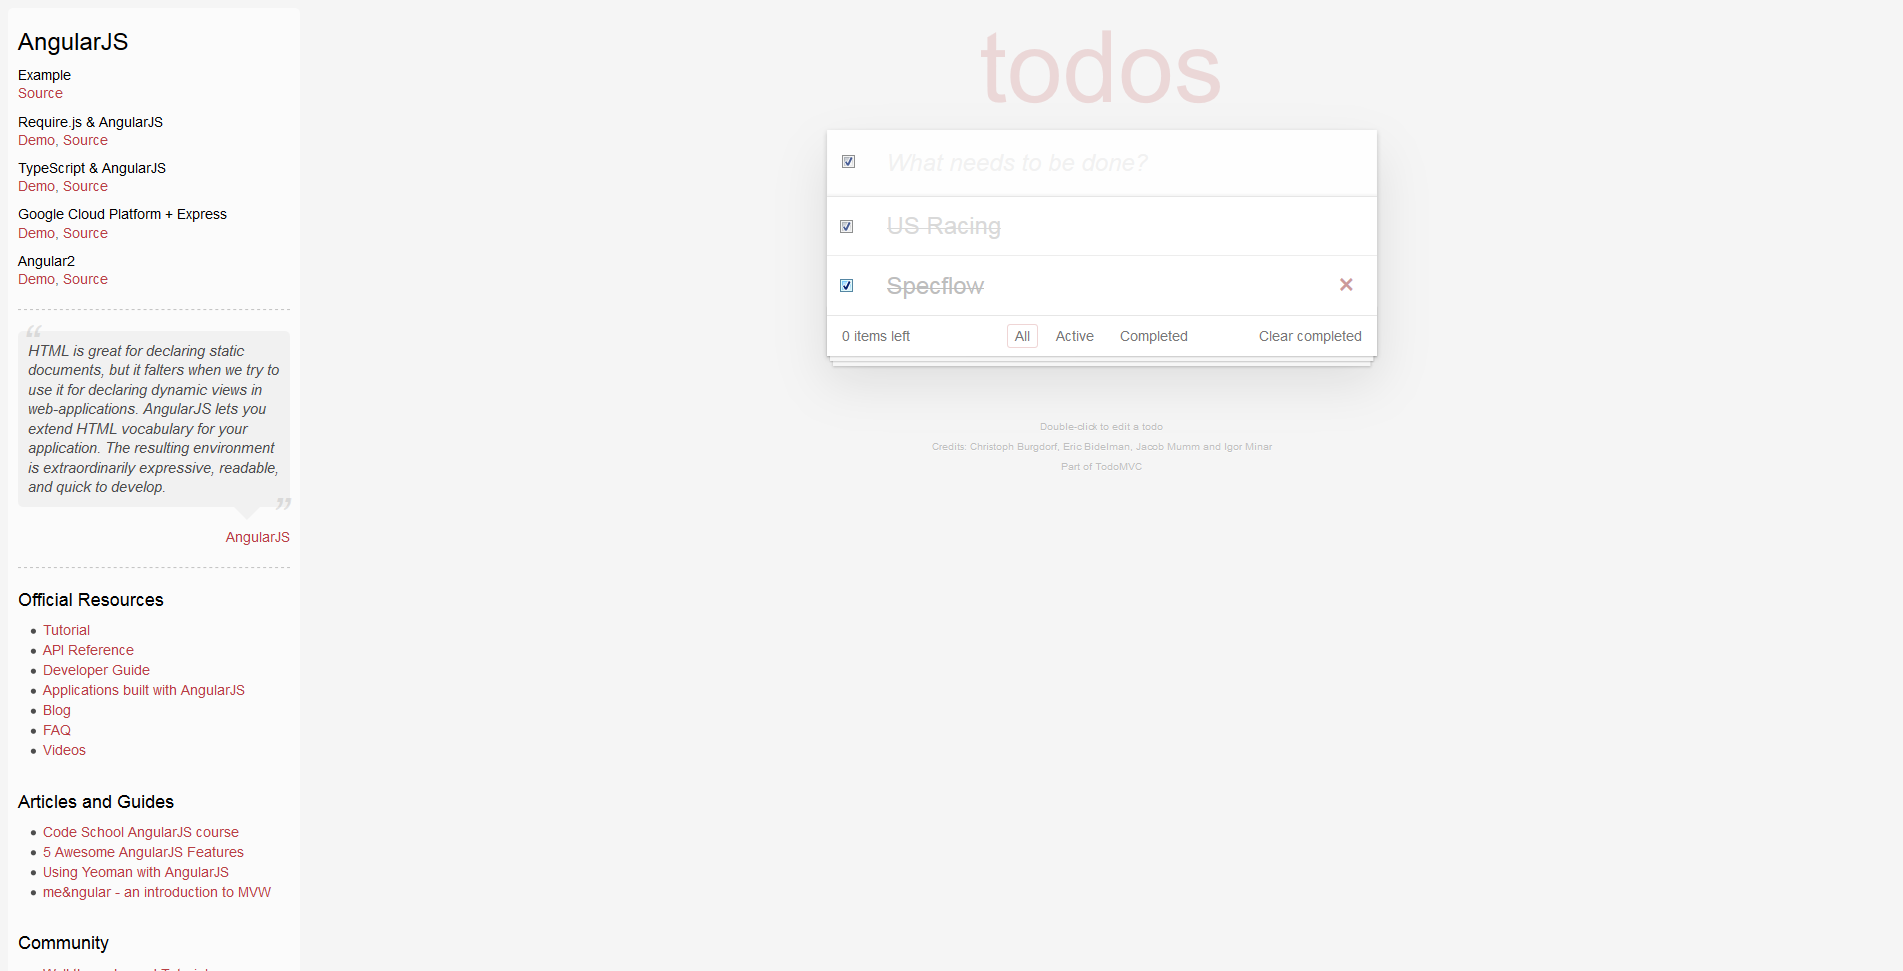 AngularJS
Example
Source
Require.js & AngularJS
Demo, Source
TypeScript & AngularJS
Demo, Source
Google Cloud Platform + Express
Demo, Source
Angular2
Demo, Source
“
HTML is great for declaring static
documents, but it falters when we try to
use it for declaring dynamic views in
web-applications. AngularJS lets you
extend HTML vocabulary for your
application. The resulting environment
is extraordinarily expressive, readable,
and quick to develop.
”
AngularJS
Official Resources
Tutorial
API Reference
Developer Guide
Applications built with AngularJS
Blog
FAQ
Videos
Articles and Guides
Code School AngularJS course
5 Awesome AngularJS Features
Using Yeoman with AngularJS
me&ngular - an introduction to MVW
Community
todos
What needs to be done?
US Racing
Specflow
0 items left
All
Active
Completed
Clear completed
Double-click to edit a todo
Credits: Christoph Burgdorf, Eric Bidelman, Jacob Mumm and Igor Minar
Part of TodoMVC